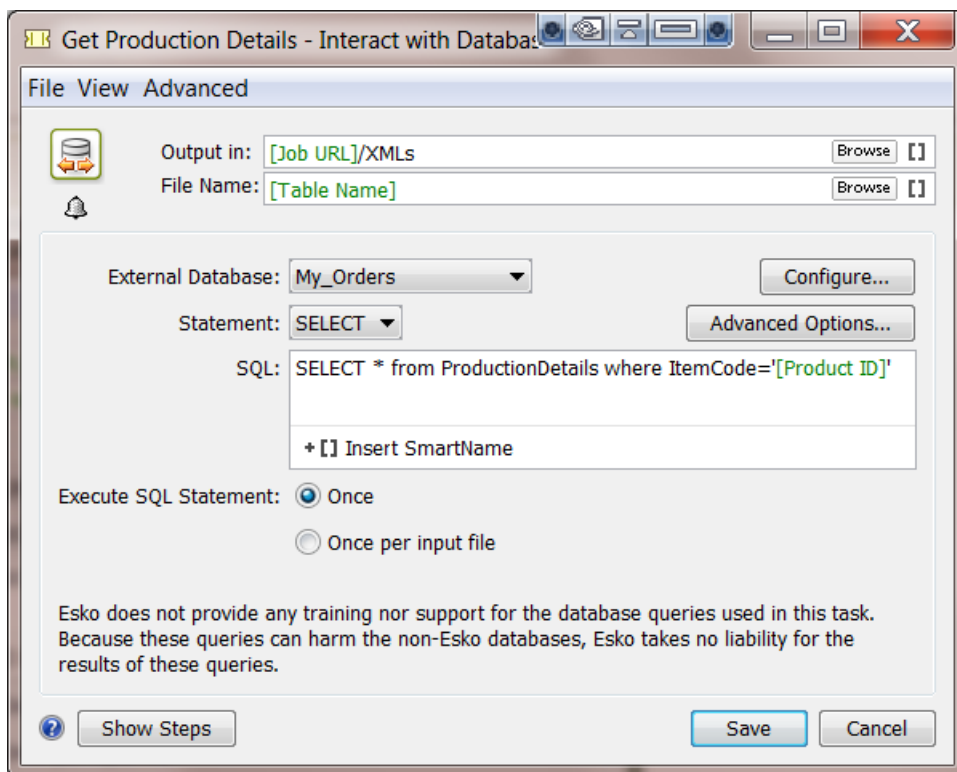 Get Production Details - Interact with Databas
File View Advanced
Output in: [Job URL]/XMLs Browse []
File Name: [Table Name] Browse []
External Database: My_Orders Configure...
Statement: SELECT Advanced Options...
SQL: SELECT * from ProductionDetails where ItemCode='[Product ID]'
+[] Insert SmartName
Execute SQL Statement: Once
Once per input file
Esko does not provide any training nor support for the database queries used in this task.
Because these queries can harm the non-Esko databases, Esko takes no liability for the
results of these queries.
? Show Steps Save Cancel